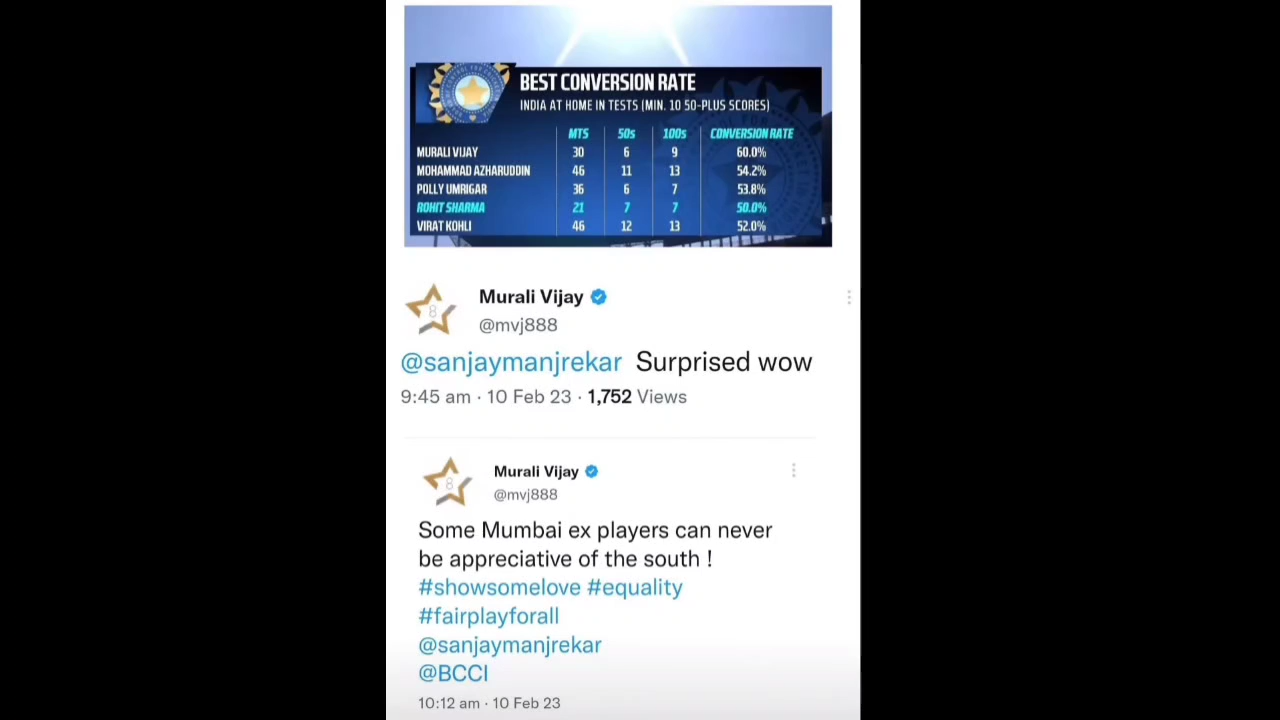 BEST CONVERSION RATE
INDIA AT HOME IN TESTS (MIN. 10 50-PLUS SCORES)
MTS 50s 100s CONVERSION RATE
MURALI VIJAY 30 6 9 60.0%
MOHAMMAD AZHARUDDIN 46 11 13 54.2%
POLLY UMRIGAR 36 6 7 53.8%
ROHIT SHARMA 21 7 7 50.0%
VIRAT KOHLI 46 12 13 52.0%
Murali Vijay
@mvj888
@sanjaymanjrekar Surprised wow
9:45 am · 10 Feb 23 · 1,752 Views
Murali Vijay
@mvj888
Some Mumbai ex players can never
be appreciative of the south !
#showsomelove #equality
#fairplayforall
@sanjaymanjrekar
@BCCI
10:12 am · 10 Feb 23